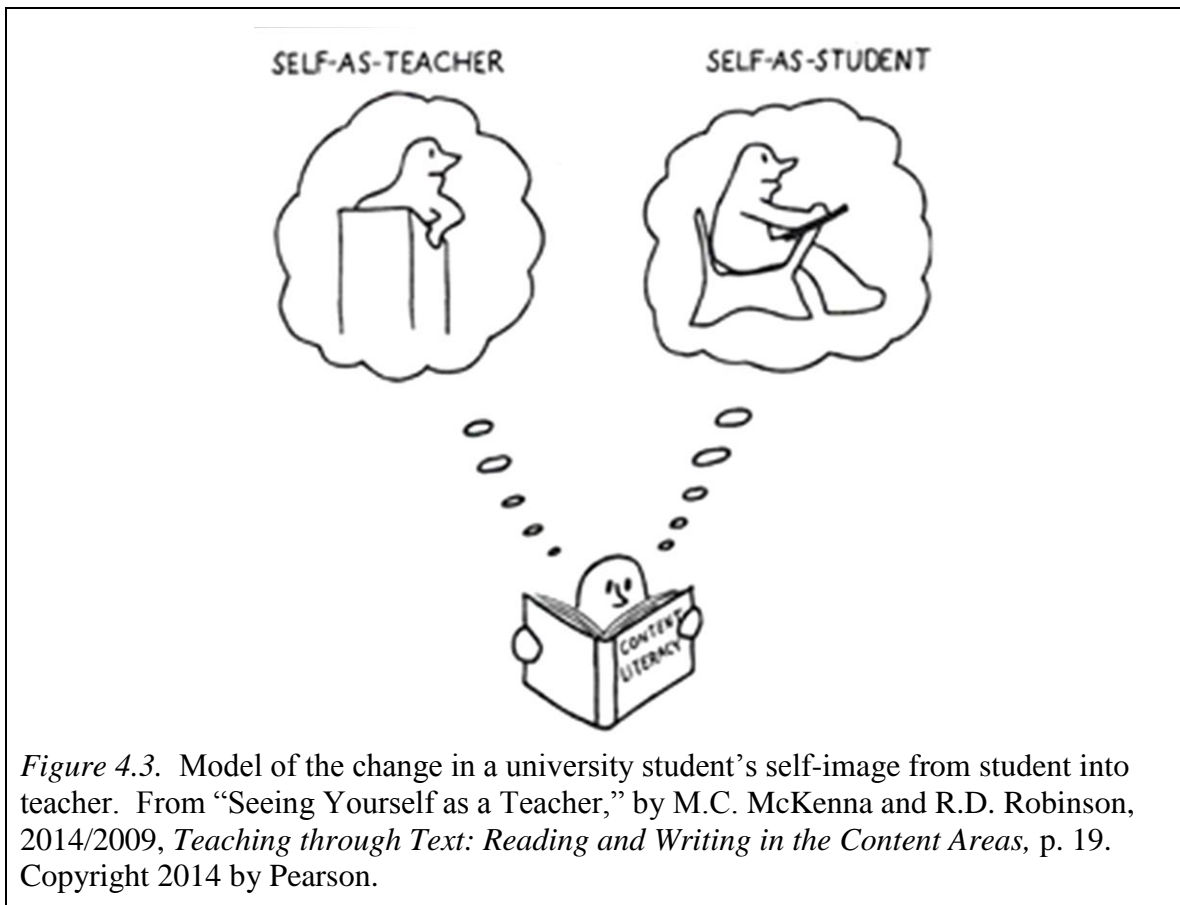 SELF-AS-TEACHER
SELF-AS-STUDENT
CONTENT
LITERACY
Figure 4.3. Model of the change in a university student’s self-image from student into
teacher. From “Seeing Yourself as a Teacher,” by M.C. McKenna and R.D. Robinson,
2014/2009, Teaching through Text: Reading and Writing in the Content Areas, p. 19.
Copyright 2014 by Pearson.